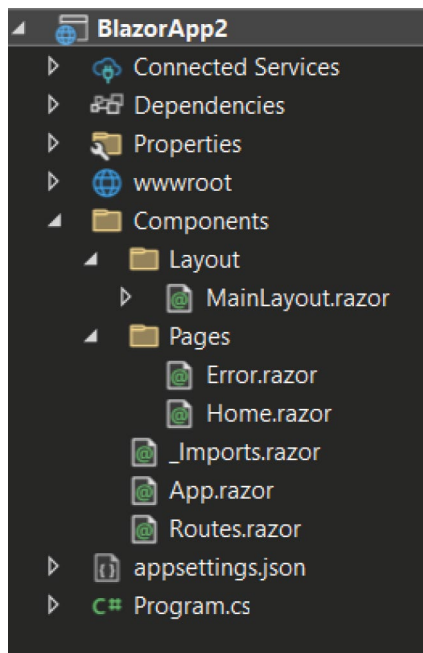 BlazorApp2
Connected Services
Dependencies
Properties
wwwroot
Components
Layout
MainLayout.razor
Pages
Error.razor
Home.razor
_Imports.razor
App.razor
Routes.razor
appsettings.json
C# Program.cs